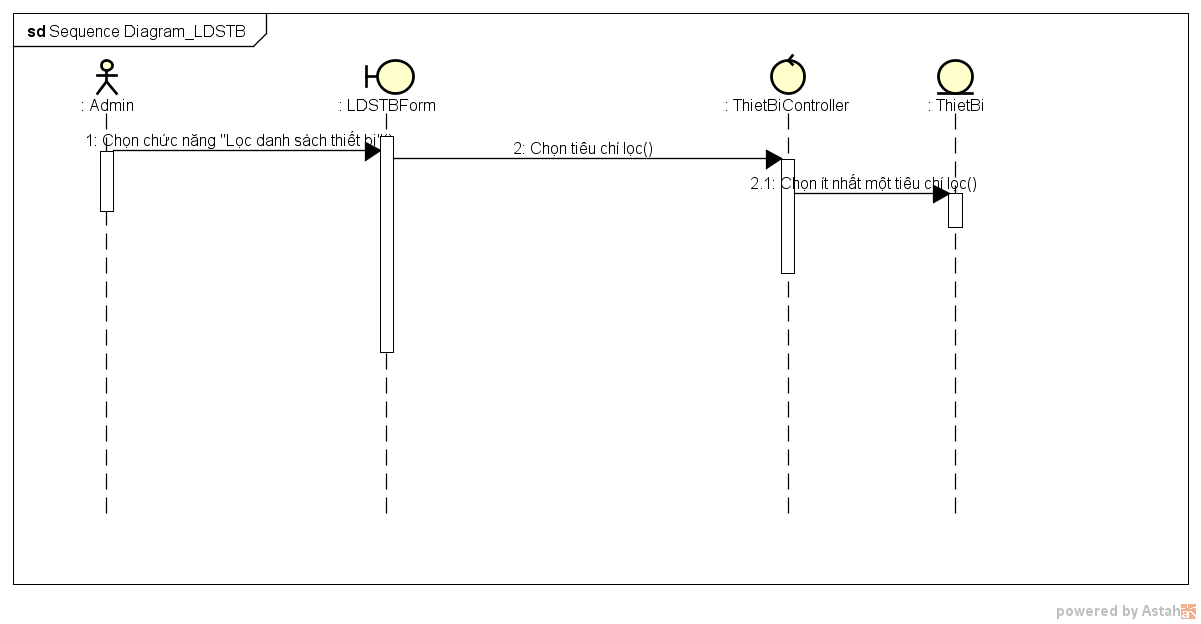 sd Sequence Diagram_LDSTB
: Admin
: LDSTBForm
: ThietBiController
: ThietBi
1: Chọn chức năng "Lọc danh sách thiết bị"()
2: Chọn tiêu chí lọc()
2.1: Chọn ít nhất một tiêu chí lọc()
powered by Astah